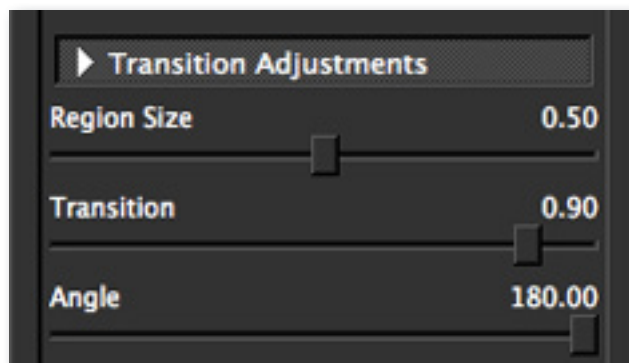 Transition Adjustments
Region Size 0.50
Transition 0.90
Angle 180.00